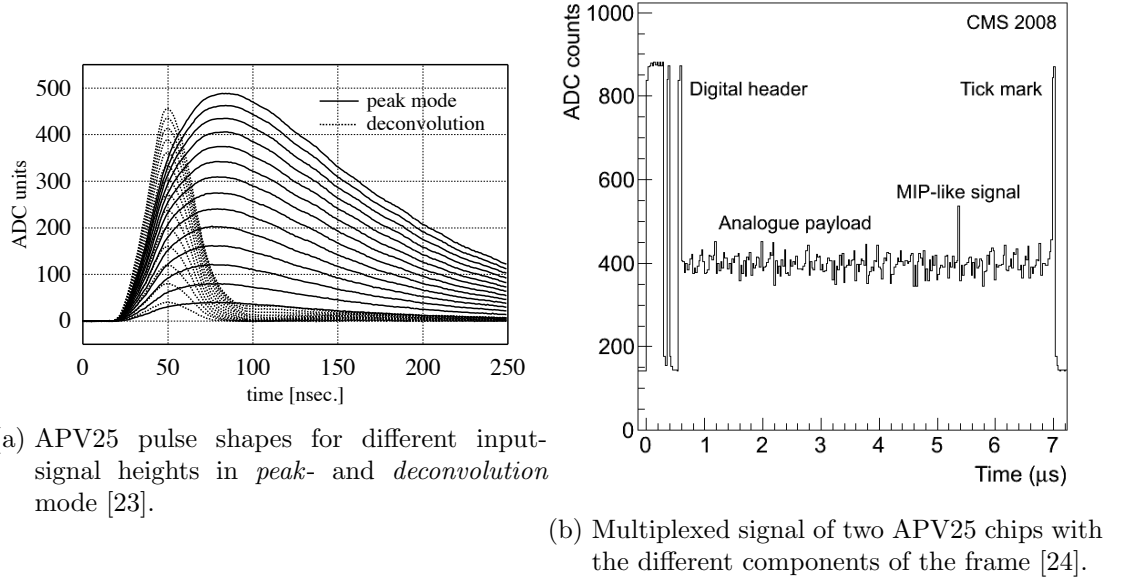 500
400
300
200
100
0
ADC units
0 50 100 150 200 250
time [nsec.]
peak mode
deconvolution
a) APV25 pulse shapes for different input-
signal heights in peak- and deconvolution
mode [23].
1000
800
600
400
200
0
ADC counts
CMS 2008
Digital header
Tick mark
MIP-like signal
Analogue payload
0 1 2 3 4 5 6 7
Time (μs)
(b) Multiplexed signal of two APV25 chips with
the different components of the frame [24].